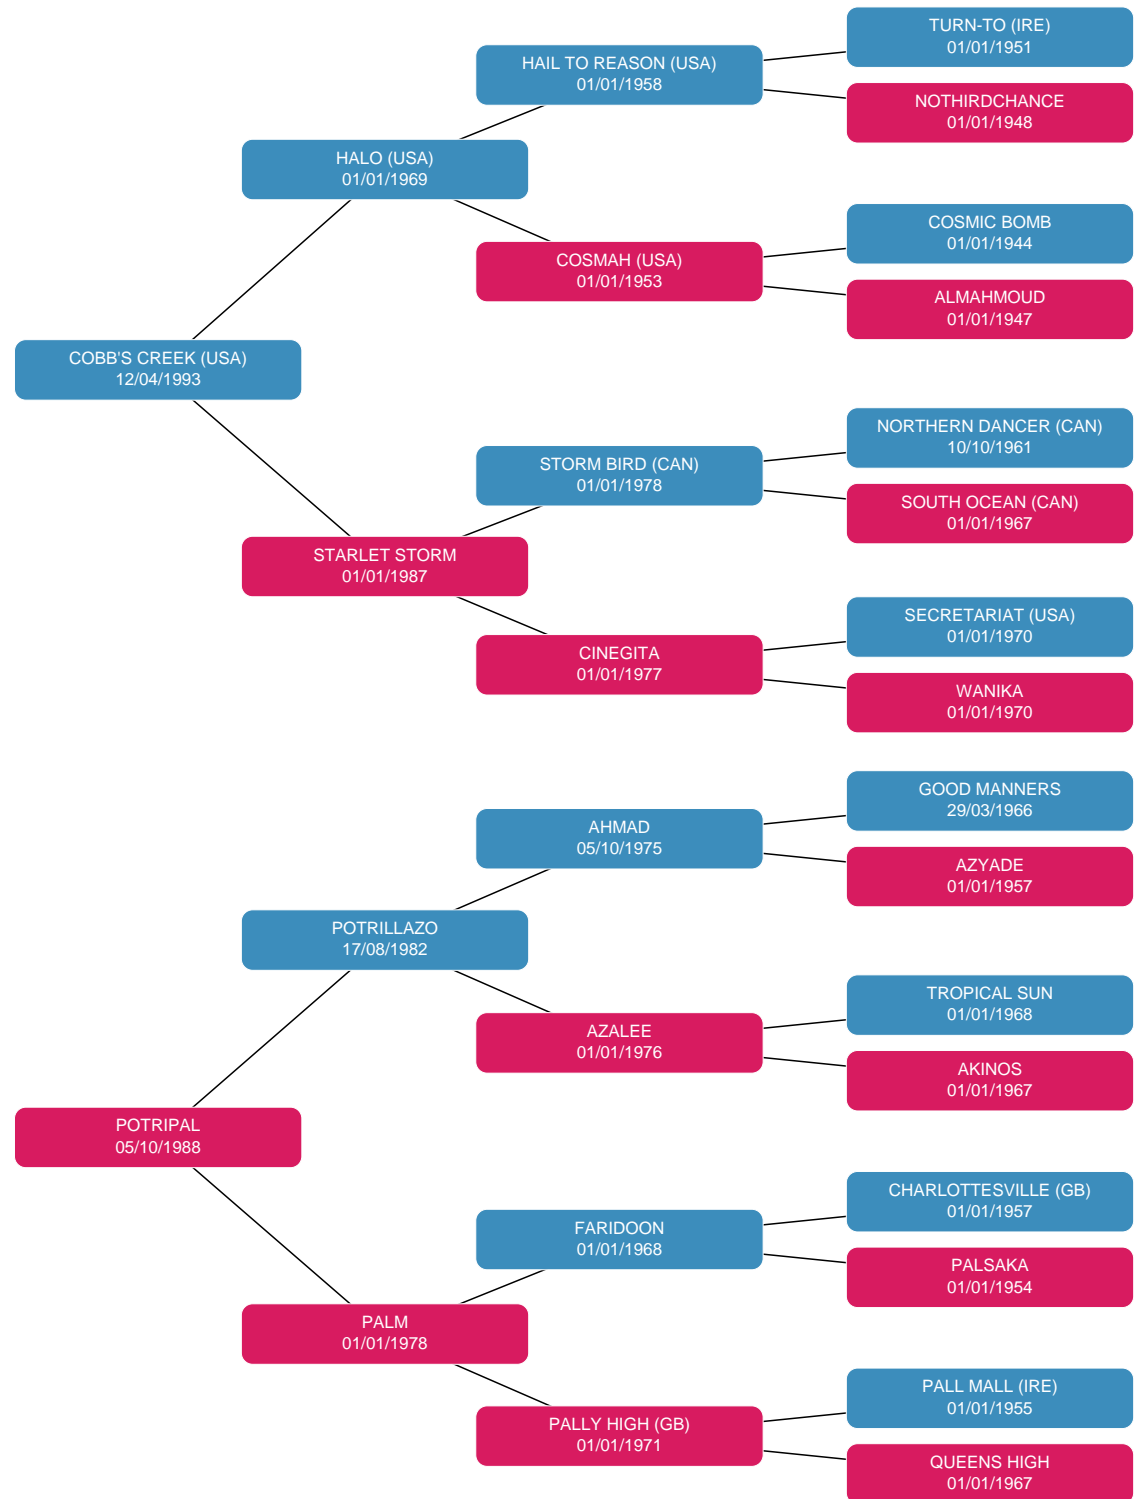 TURN-TO (IRE)
01/01/1951
HAIL TO REASON (USA)
01/01/1958
NOTHIRDCHANCE
01/01/1948
HALO (USA)
01/01/1969
COSMIC BOMB
01/01/1944
COSMAH (USA)
01/01/1953
ALMAHMOUD
01/01/1947
COBB'S CREEK (USA)
12/04/1993
NORTHERN DANCER (CAN)
10/10/1961
STORM BIRD (CAN)
01/01/1978
SOUTH OCEAN (CAN)
01/01/1967
STARLET STORM
01/01/1987
SECRETARIAT (USA)
01/01/1970
CINEGITA
01/01/1977
WANIKA
01/01/1970
GOOD MANNERS
29/03/1966
AHMAD
05/10/1975
AZYADE
01/01/1957
POTRILLAZO
17/08/1982
TROPICAL SUN
01/01/1968
AZALEE
01/01/1976
AKINOS
01/01/1967
POTRIPAL
05/10/1988
CHARLOTTESVILLE (GB)
01/01/1957
FARIDOON
01/01/1968
PALSAKA
01/01/1954
PALM
01/01/1978
PALL MALL (IRE)
01/01/1955
PALLY HIGH (GB)
01/01/1971
QUEENS HIGH
01/01/1967